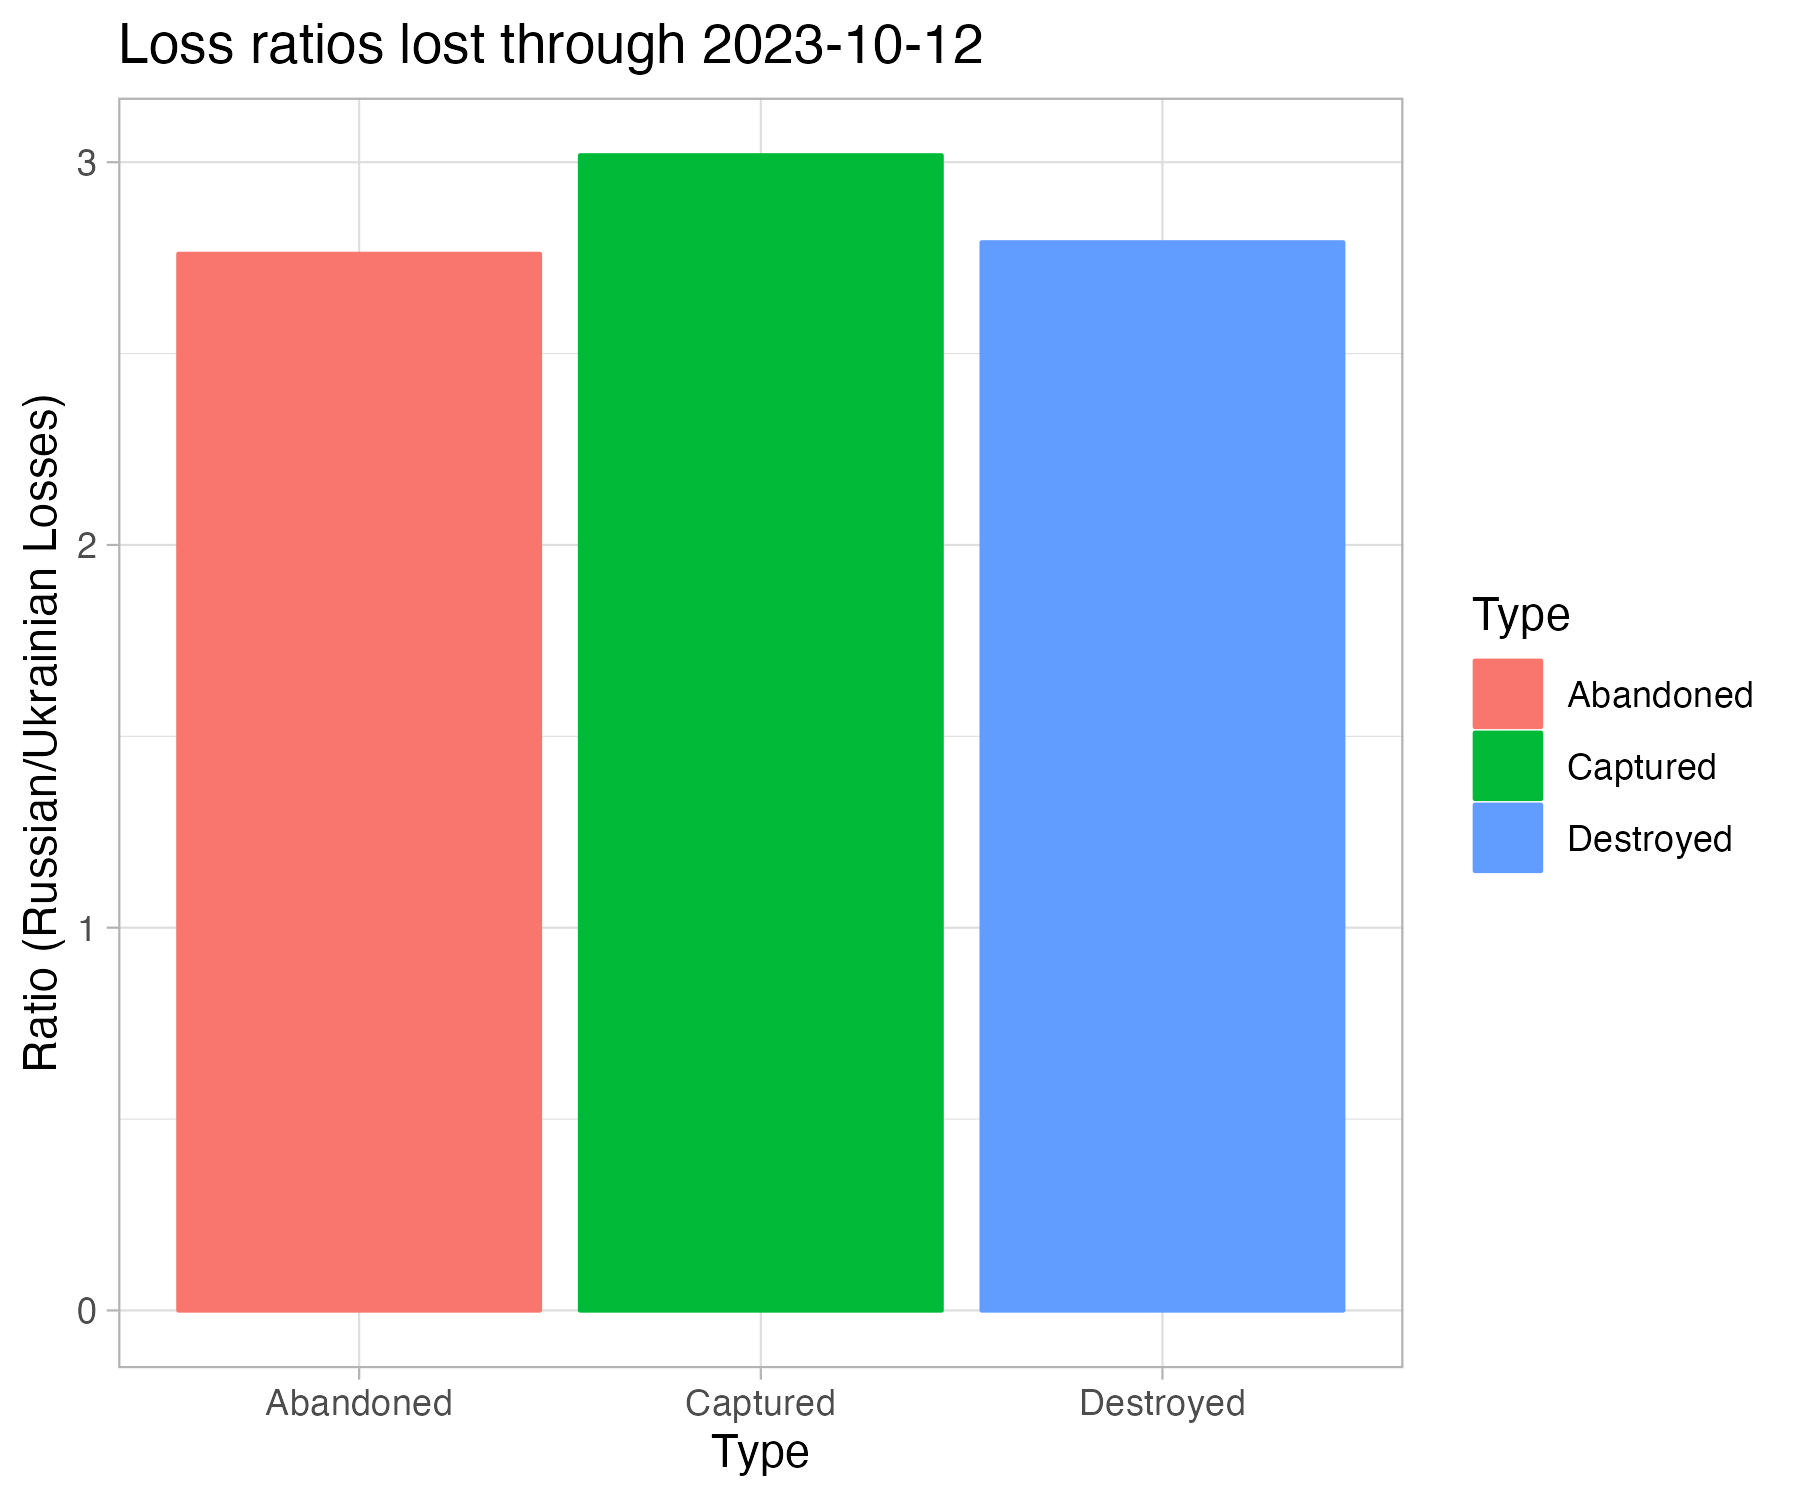 Loss ratios lost through 2023-10-12
Ratio (Russian/Ukrainian Losses)
3
2
1
0
Abandoned
Captured
Destroyed
Type
Type
Abandoned
Captured
Destroyed